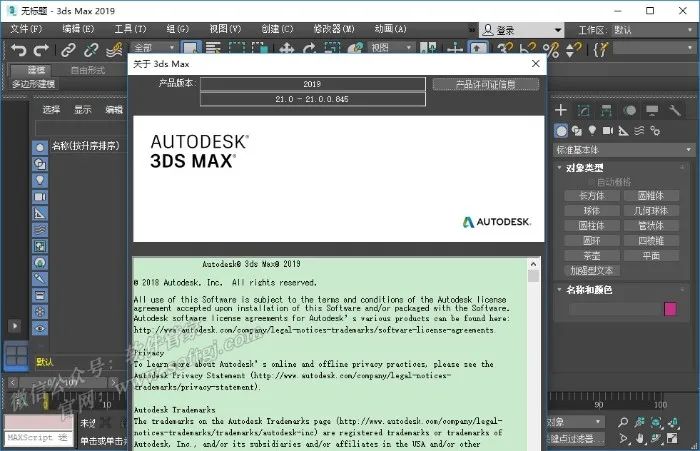 无标题 - 3ds Max 2019
文件(F) 编辑(E) 工具(T) 组(G) 视图(V) 创建(C) 修改器(M) 动画(A) 登录 工作区: 默认
全部 视图
建模 自由形式
多边形建模
选择 显示 编辑
名称(按升序排序)
关于 3ds Max
产品版本: 2019 产品许可证信息
21.0 - 21.0.0.845
AUTODESK®
3DS MAX®
AUTODESK.
Autodesk® 3ds Max® 2019
© 2018 Autodesk, Inc. All rights reserved.
All use of this Software is subject to the terms and conditions of the Autodesk license
agreement accepted upon installation of this Software and/or packaged with the Software.
Autodesk software license agreements for Autodesk's various products can be found here:
http://www.autodesk.com/company/legal-notices-trademarks/software-license-agreements
Privacy
To learn more about Autodesk's online and offline privacy practices, please see the
Autodesk Privacy Statement (http://www.autodesk.com/company/legal-notices-
trademarks/privacy-statement).
Autodesk Trademarks
The trademarks on the Autodesk Trademarks page (http://www.autodesk.com/company/legal-
notices-trademarks/trademarks/autodesk-inc) are registered trademarks or trademarks of
Autodesk, Inc., and/or its subsidiaries and/or affiliates in the USA and/or other
标准基本体
对象类型
自动栅格
长方体 圆锥体
球体 几何球体
圆柱体 管状体
圆环 四棱锥
茶壶 平面
加强型文本
名称和颜色
默认
90 100
MAXScript 迷
单击或单击并
对象
关键点过滤器...
微信公众号:软件管家